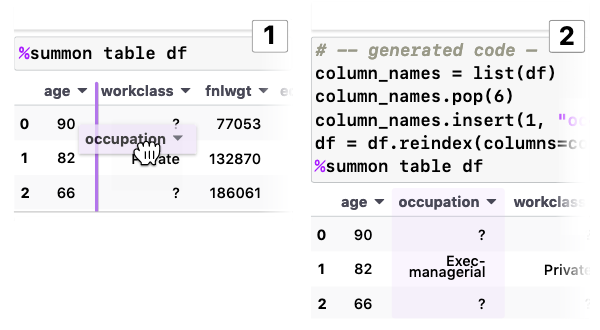 1
%summon table df
age workclass fnlwgt
0 90 ? 77053
occupation
1 82 132870
2 66 ? 186061
2
# -- generated code –
column_names = list(df)
column_names.pop(6)
column_names.insert(1, "oc
df = df.reindex(columns=co
%summon table df
age occupation workclass
0 90 ?
1 82 Exec-
managerial Private
2 66 ?